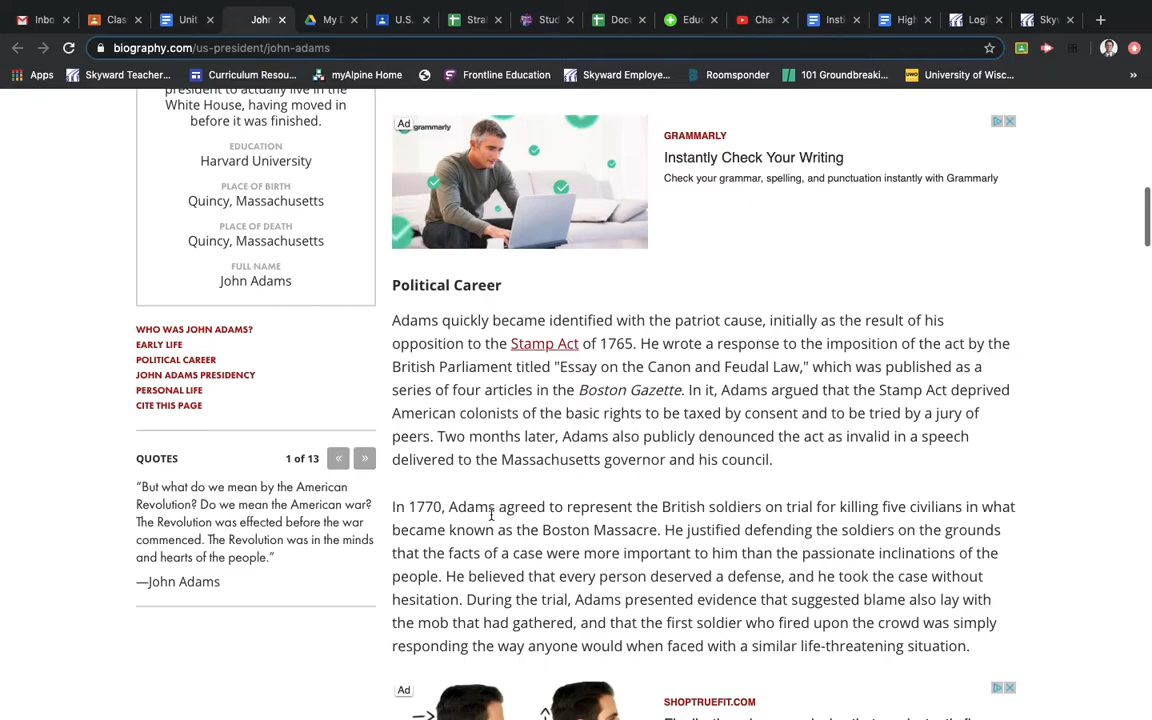 Inbo
Clas
Unit
John
My D
U.S.
Strat
Stud
Docu
Educ
Chan
Insti
High
Logi
Skyw
biography.com/us-president/john-adams
Apps
Skyward Teacher...
Curriculum Resou...
myAlpine Home
Frontline Education
Skyward Employe...
Roomsponder
101 Groundbreaki...
University of Wisc...
»
president to actually live in the
White House, having moved in
before it was finished.
EDUCATION
Harvard University
PLACE OF BIRTH
Quincy, Massachusetts
PLACE OF DEATH
Quincy, Massachusetts
FULL NAME
John Adams
WHO WAS JOHN ADAMS?
EARLY LIFE
POLITICAL CAREER
JOHN ADAMS PRESIDENCY
PERSONAL LIFE
CITE THIS PAGE
QUOTES 1 of 13 « »
“But what do we mean by the American
Revolution? Do we mean the American war?
The Revolution was effected before the war
commenced. The Revolution was in the minds
and hearts of the people.”
—John Adams
Ad
grammarly
GRAMMARLY
Instantly Check Your Writing
Check your grammar, spelling, and punctuation instantly with Grammarly
Political Career
Adams quickly became identified with the patriot cause, initially as the result of his
opposition to the Stamp Act of 1765. He wrote a response to the imposition of the act by the
British Parliament titled "Essay on the Canon and Feudal Law," which was published as a
series of four articles in the Boston Gazette. In it, Adams argued that the Stamp Act deprived
American colonists of the basic rights to be taxed by consent and to be tried by a jury of
peers. Two months later, Adams also publicly denounced the act as invalid in a speech
delivered to the Massachusetts governor and his council.
In 1770, Adams agreed to represent the British soldiers on trial for killing five civilians in what
became known as the Boston Massacre. He justified defending the soldiers on the grounds
that the facts of a case were more important to him than the passionate inclinations of the
people. He believed that every person deserved a defense, and he took the case without
hesitation. During the trial, Adams presented evidence that suggested blame also lay with
the mob that had gathered, and that the first soldier who fired upon the crowd was simply
responding the way anyone would when faced with a similar life-threatening situation.
Ad
SHOPTRUEFIT.COM